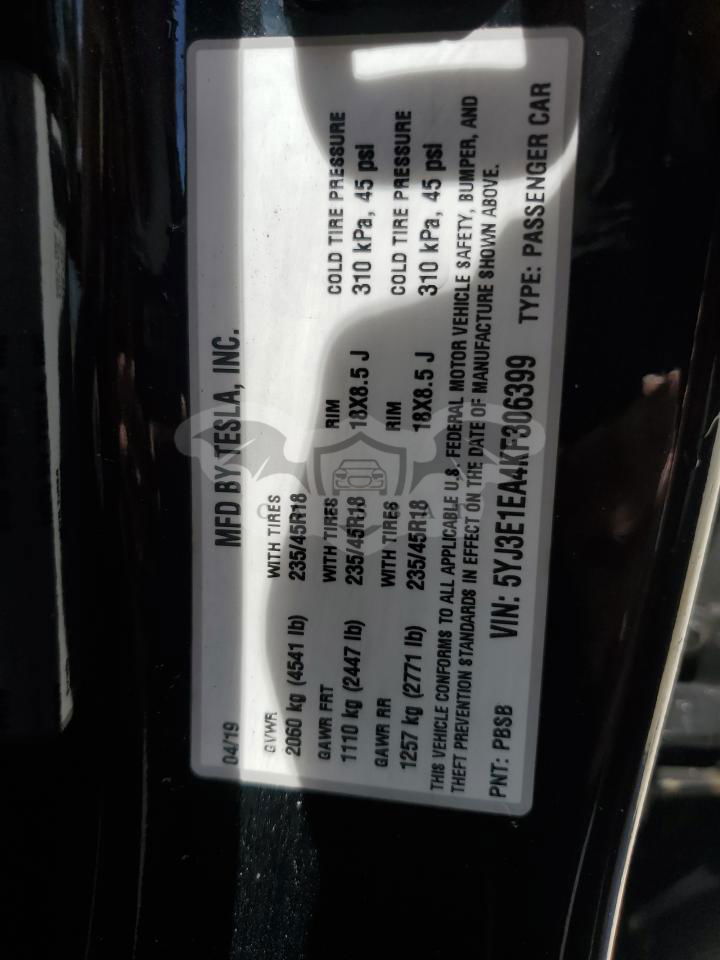 04/19 MFD BY TESLA, INC.
GVWR WITH TIRES
2060 kg (4541 lb) 235/45R18
GAWR FRT WITH TIRES RIM COLD TIRE PRESSURE
1110 kg (2447 lb) 235/45R18 18X8.5 J 310 kPa, 45 psi
GAWR RR WITH TIRES RIM COLD TIRE PRESSURE
1257 kg (2771 lb) 235/45R18 18X8.5 J 310 kPa, 45 psi
THIS VEHICLE CONFORMS TO ALL APPLICABLE U.S. FEDERAL MOTOR VEHICLE SAFETY, BUMPER, AND
THEFT PREVENTION STANDARDS IN EFFECT ON THE DATE OF MANUFACTURE SHOWN ABOVE.
PNT: PBSB VIN: 5YJ3E1EA4KF306399 TYPE: PASSENGER CAR